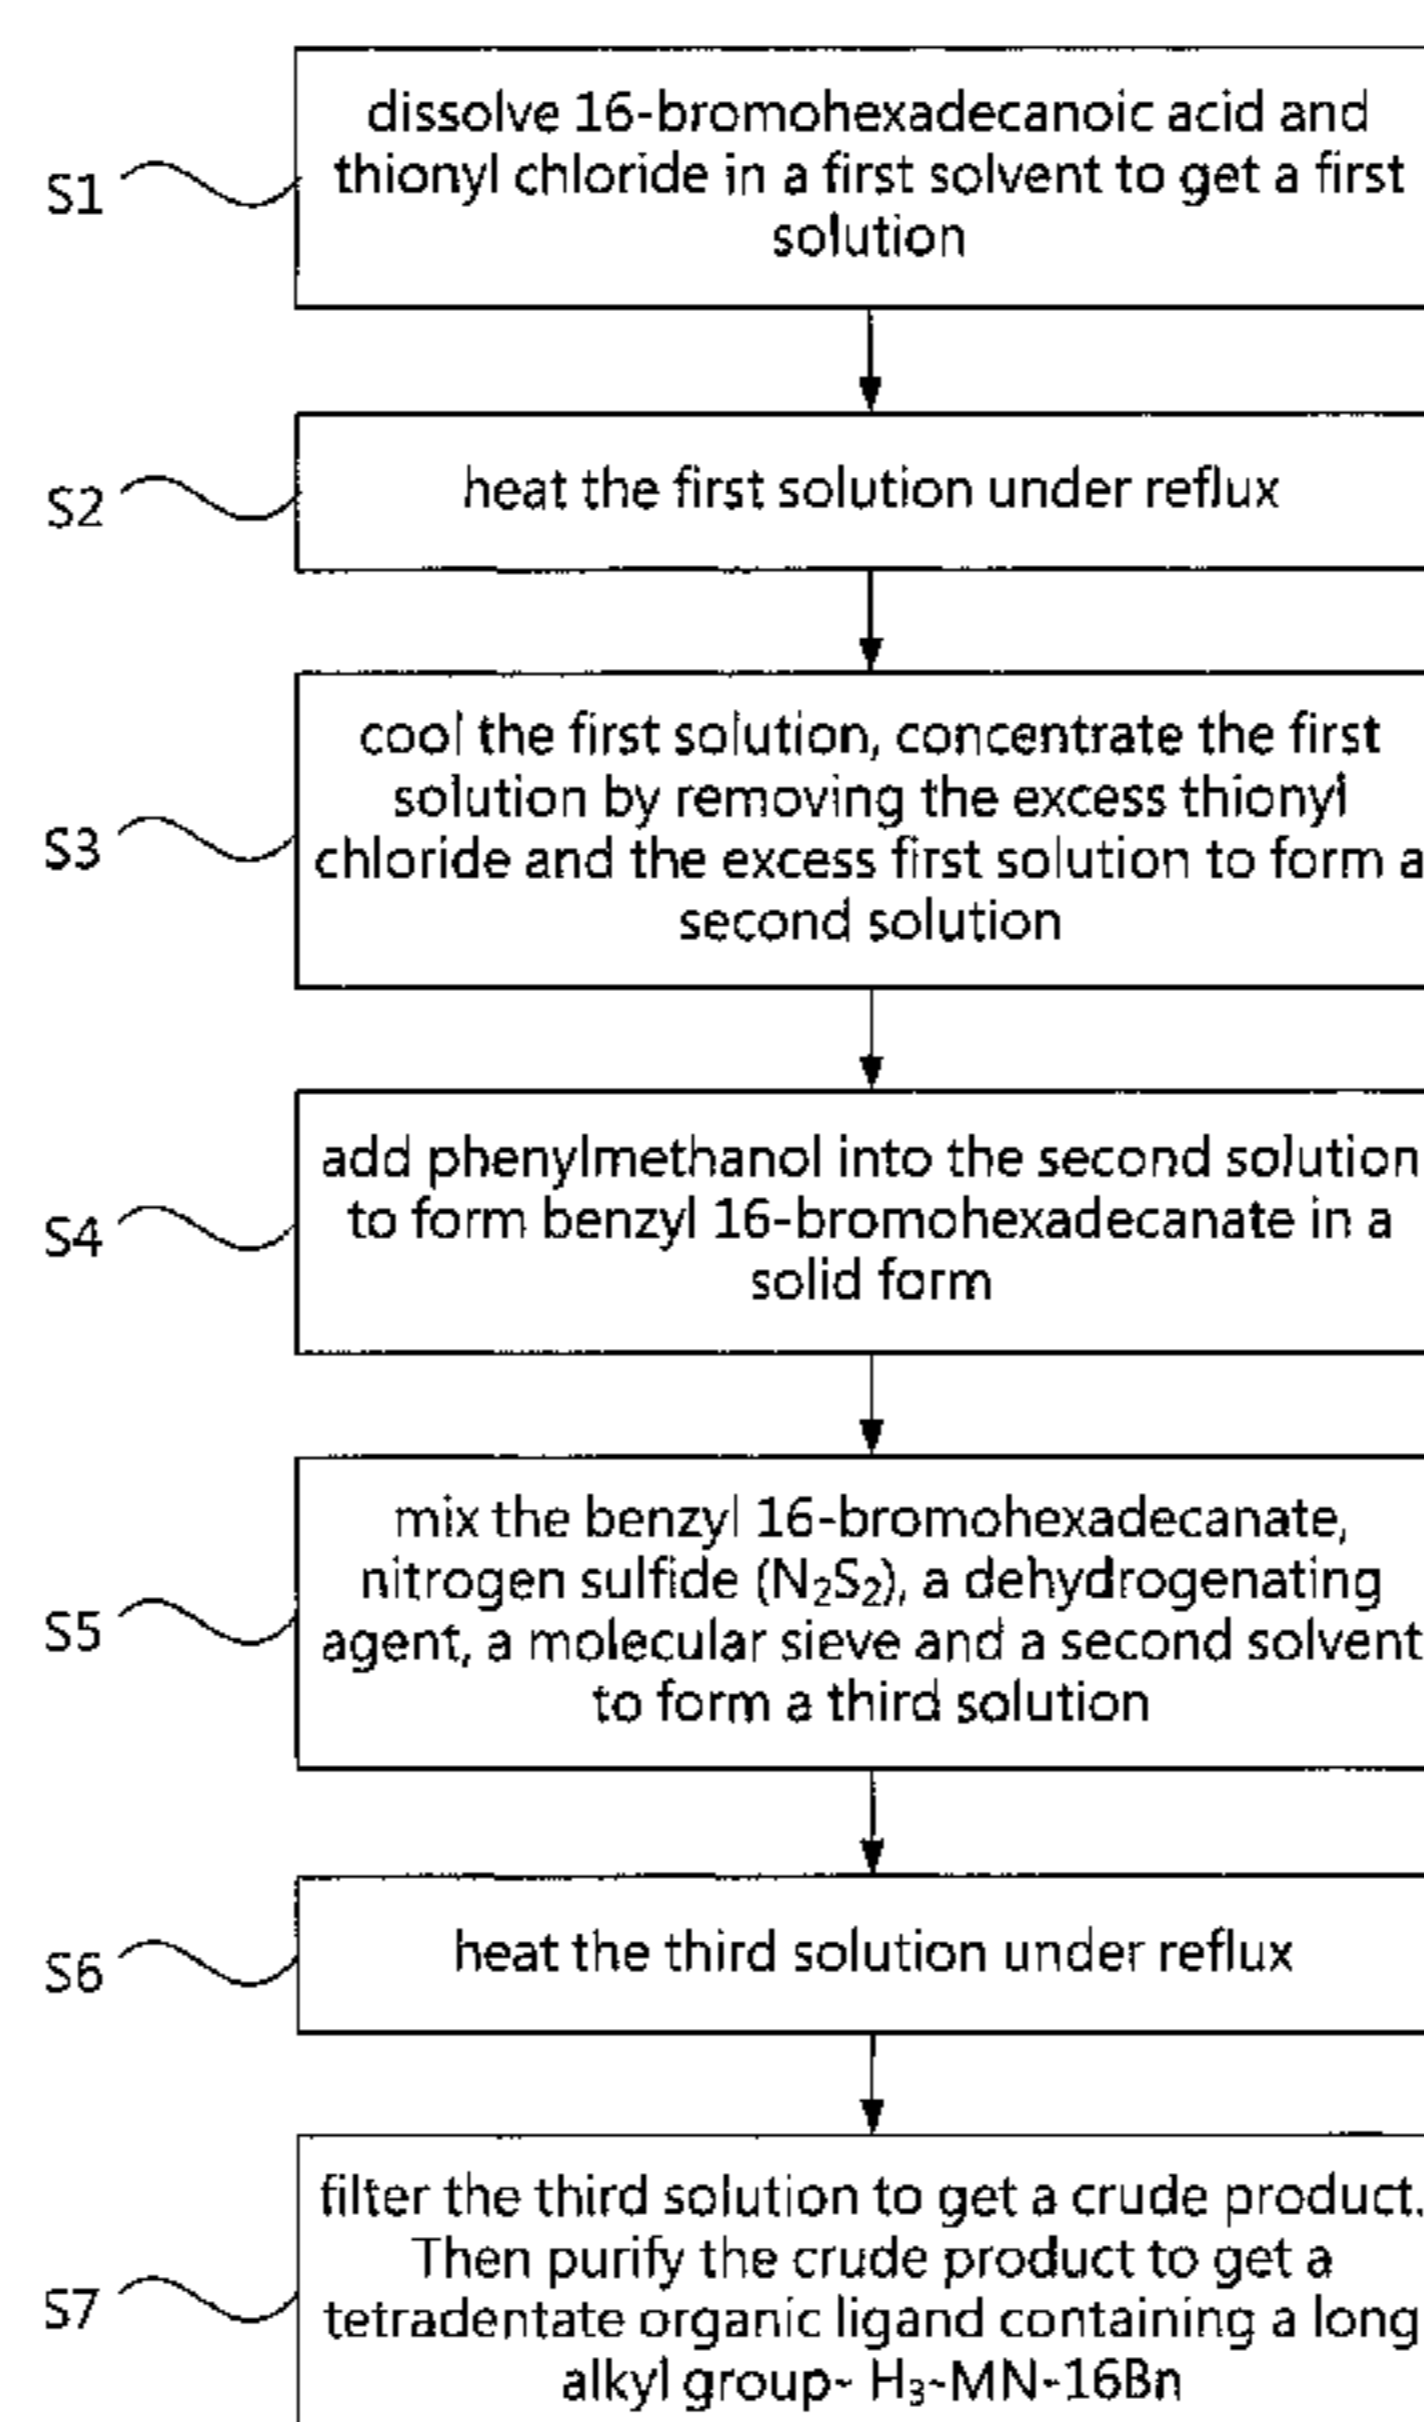 S1
dissolve 16-bromohexadecanoic acid and
thionyl chloride in a first solvent to get a first
solution
S2
heat the first solution under reflux
S3
cool the first solution, concentrate the first
solution by removing the excess thionyl
chloride and the excess first solution to form a
second solution
S4
add phenylmethanol into the second solution
to form benzyl 16-bromohexadecanate in a
solid form
S5
mix the benzyl 16-bromohexadecanate,
nitrogen sulfide (N₂S₂), a dehydrogenating
agent, a molecular sieve and a second solvent
to form a third solution
S6
heat the third solution under reflux
S7
filter the third solution to get a crude product.
Then purify the crude product to get a
tetradentate organic ligand containing a long
alkyl group- H₃-MN-16Bn